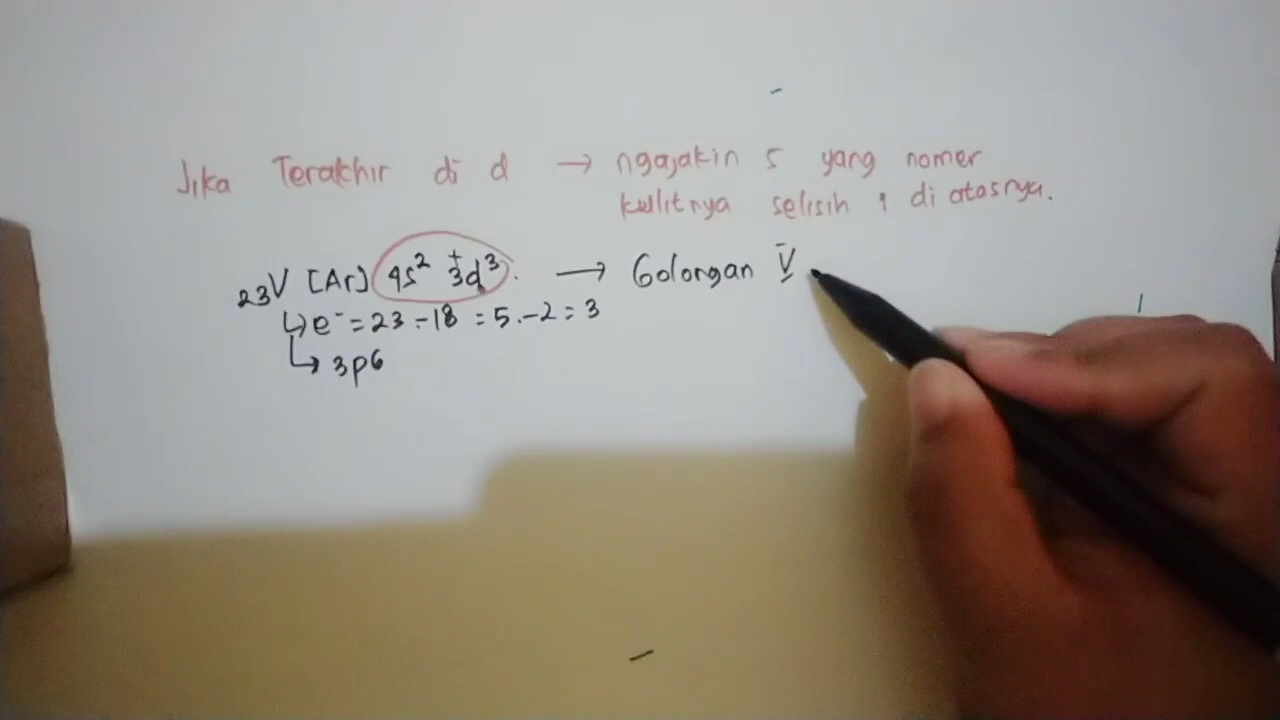 Jika Terakhir di d → ngajakin s yang nomer
kulitnya selisih 1 di atasnya.
₂₃V [Ar] 4s² + 3d³. → Golongan V
↳ e⁻ = 23 - 18 = 5 - 2 = 3
↳ 3p6